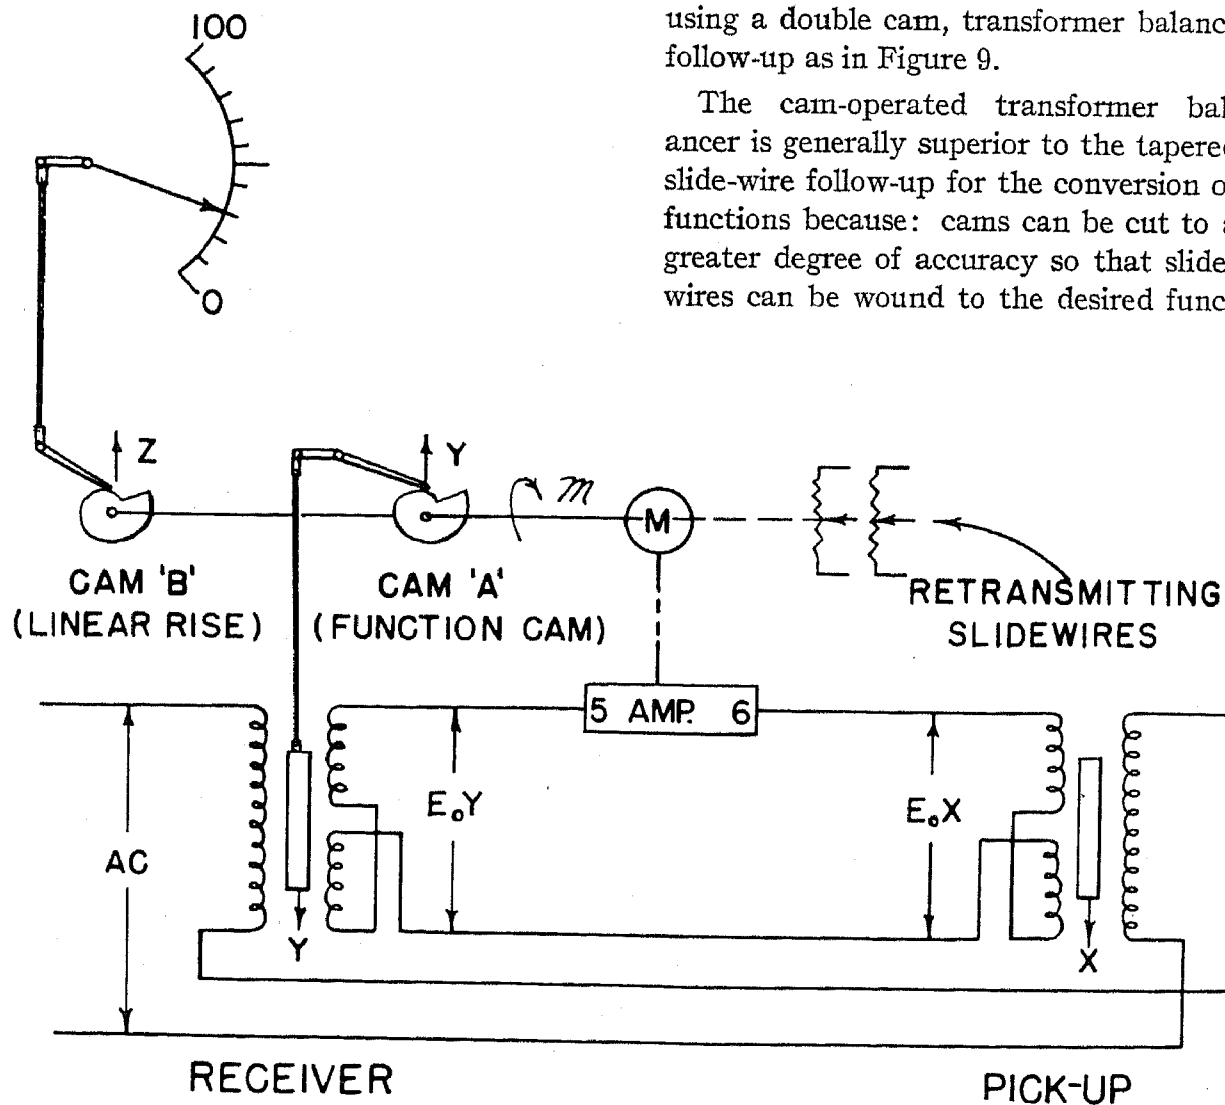 using a double cam, transformer balanc
follow-up as in Figure 9.
The cam-operated transformer bal
ancer is generally superior to the tapered
slide-wire follow-up for the conversion o
functions because: cams can be cut to a
greater degree of accuracy so that slide
wires can be wound to the desired func
100
0
Z
Y
m
M
CAM 'B'
(LINEAR RISE)
CAM 'A'
(FUNCTION CAM)
RETRANSMITTING
SLIDEWIRES
5 AMP. 6
AC
EₒY
EₒX
Y
X
RECEIVER
PICK-UP